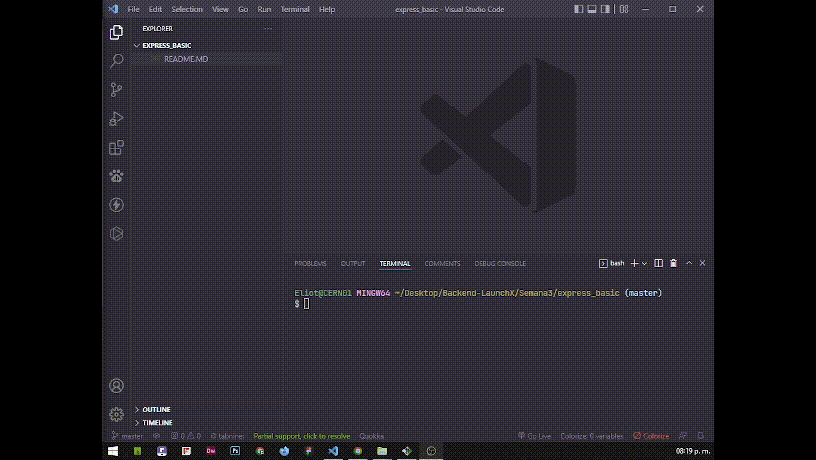 File Edit Selection View Go Run Terminal Help express_basic - Visual Studio Code
EXPLORER
EXPRESS_BASIC
README.MD
PROBLEMS OUTPUT TERMINAL COMMENTS DEBUG CONSOLE bash
Eliot@CERN01 MINGW64 ~/Desktop/Backend-LaunchX/Semana3/express_basic (master)
$
OUTLINE
TIMELINE
master 0 0 tabnine: Partial support, click to resolve Quokka Go Live Colorize: 0 variables Colorize
08:19 p. m.